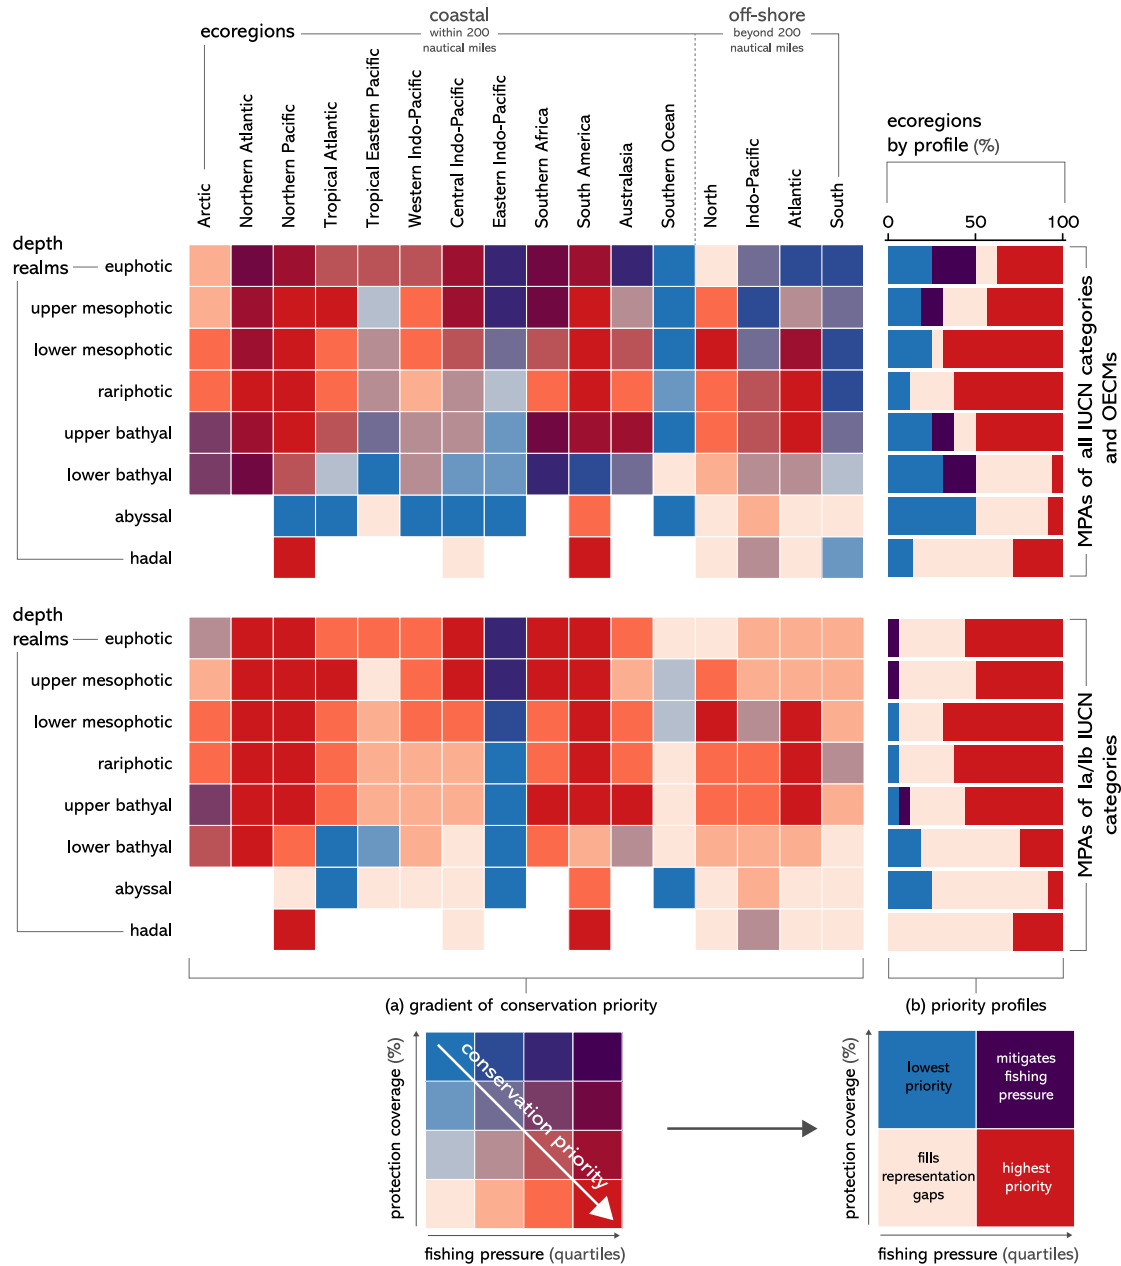 coastal
within 200
nautical miles
off-shore
beyond 200
nautical miles
ecoregions
Arctic
Northern Atlantic
Northern Pacific
Tropical Atlantic
Tropical Eastern Pacific
Western Indo-Pacific
Central Indo-Pacific
Eastern Indo-Pacific
Southern Africa
South America
Australasia
Southern Ocean
North
Indo-Pacific
Atlantic
South
ecoregions
by profile (%)
0 50 100
depth
realms
euphotic
upper mesophotic
lower mesophotic
rariphotic
upper bathyal
lower bathyal
abyssal
hadal
MPAs of all IUCN categories
and OECMs
depth
realms
euphotic
upper mesophotic
lower mesophotic
rariphotic
upper bathyal
lower bathyal
abyssal
hadal
MPAs of Ia/Ib IUCN
categories
(a) gradient of conservation priority
protection coverage (%)
conservation priority
fishing pressure (quartiles)
(b) priority profiles
protection coverage (%)
lowest
priority
mitigates
fishing
pressure
fills
representation
gaps
highest
priority
fishing pressure (quartiles)